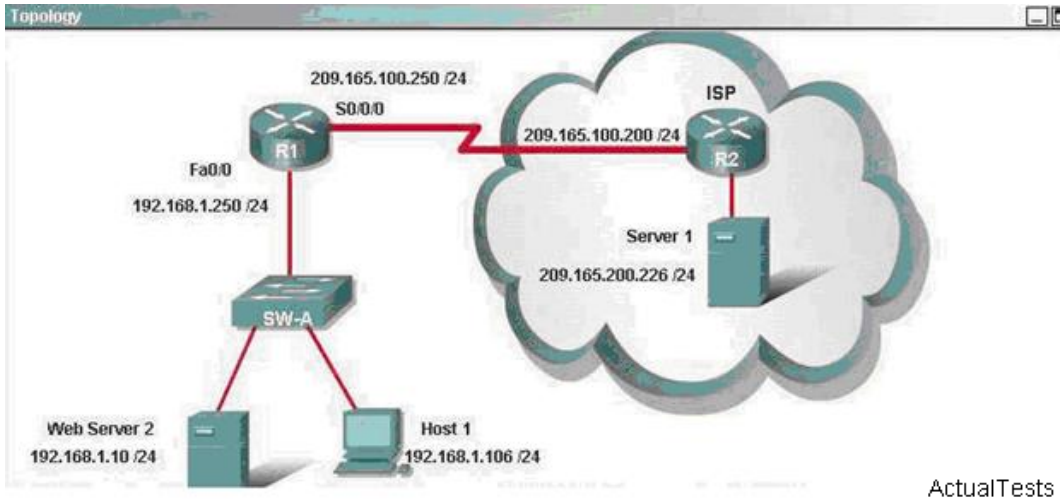 Topology
209.165.100.250 /24
S0/0/0
R1
Fa0/0
192.168.1.250 /24
ISP
209.165.100.200 /24
R2
Server 1
209.165.200.226 /24
SW-A
Web Server 2
192.168.1.10 /24
Host 1
192.168.1.106 /24
ActualTests